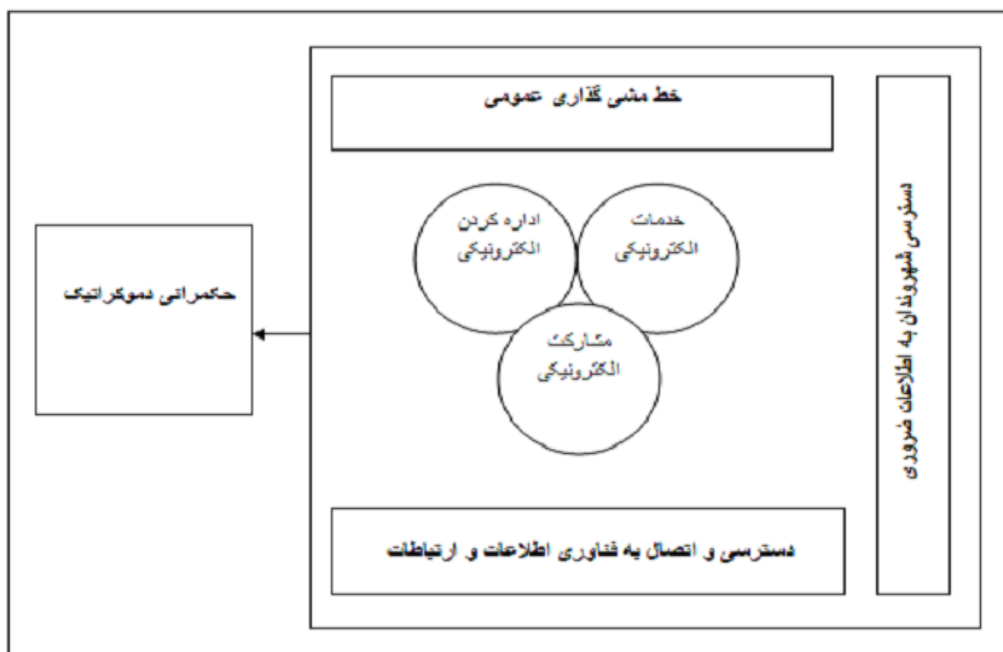 خط مشی گذاری عمومی
خدمات
الکترونیکی
اداره کردن
الکترونیکی
مشارکت
الکترونیکی
دسترسی شهروندان به اطلاعات ضروری
حکمرانی دموکراتیک
دسترسی و اتصال به فناوری اطلاعات و ارتباطات